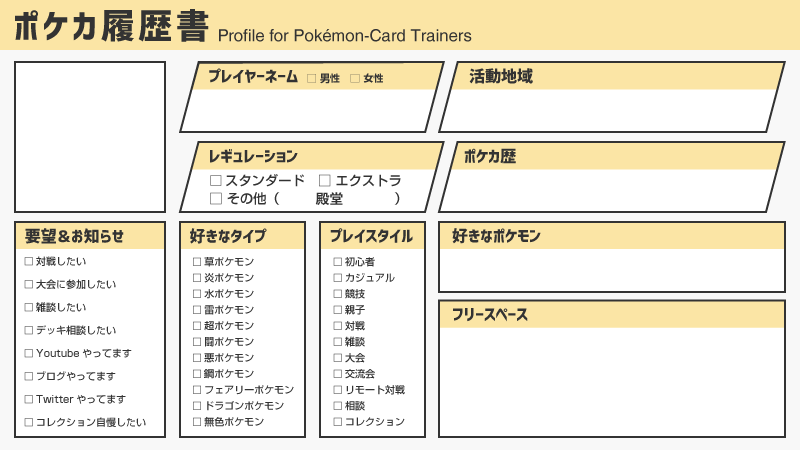 ポケカ履歴書 Profile for Pokémon-Card Trainers
プレイヤーネーム □ 男性 □ 女性
活動地域
レギュレーション
□ スタンダード □ エクストラ
□ その他（ 殿堂 ）
ポケカ歴
要望＆お知らせ
□ 対戦したい
□ 大会に参加したい
□ 雑談したい
□ デッキ相談したい
□ Youtube やってます
□ ブログやってます
□ Twitter やってます
□ コレクション自慢したい
好きなタイプ
□ 草ポケモン
□ 炎ポケモン
□ 水ポケモン
□ 雷ポケモン
□ 超ポケモン
□ 闘ポケモン
□ 悪ポケモン
□ 鋼ポケモン
□ フェアリーポケモン
□ ドラゴンポケモン
□ 無色ポケモン
プレイスタイル
□ 初心者
□ カジュアル
□ 競技
□ 親子
□ 対戦
□ 雑談
□ 大会
□ 交流会
□ リモート対戦
□ 相談
□ コレクション
好きなポケモン
フリースペース